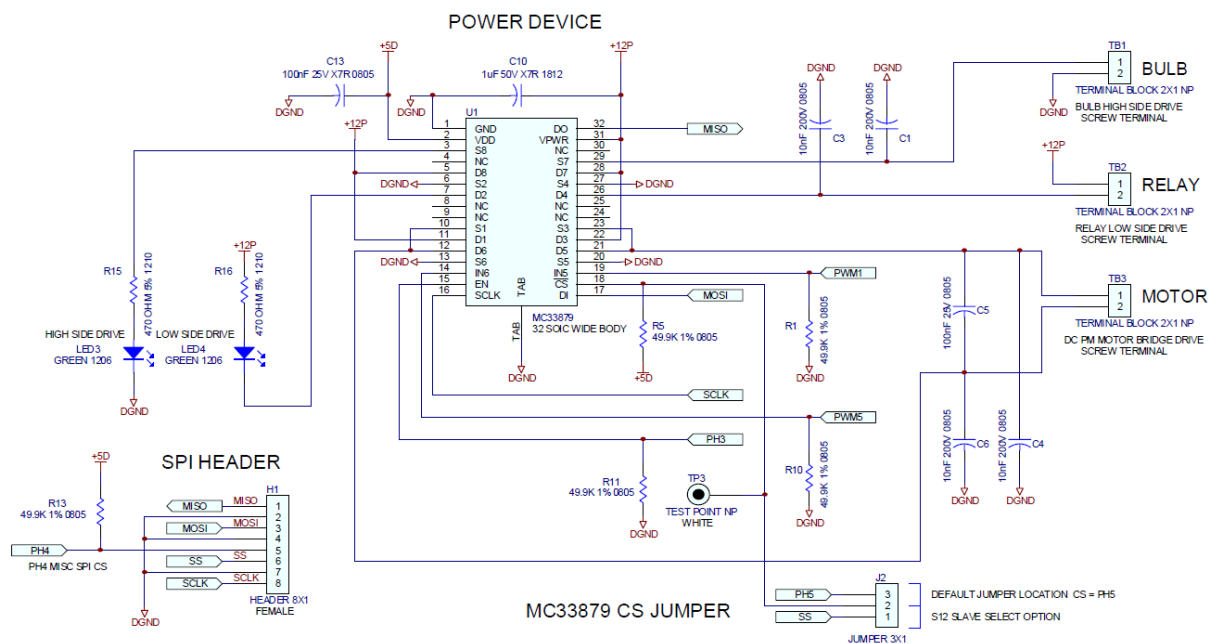 POWER DEVICE
+5D
+12P
C13
100nF 25V X7R 0805
C10
1uF 50V X7R 1812
DGND
DGND
+12P
U1
1 GND
2 VDD
3 S8
4 NC
5 D8
6 S2
7 D2
8 NC
9 NC
10 S1
11 D1
12 D6
13 S6
14 IN6
15 EN
16 SCLK
DO 32
VPWR 31
NC 30
S7 29
D7 28
S4 27
D4 26
NC 25
NC 24
S3 23
D3 22
D5 21
S5 20
IN5 19
CS 18
DI 17
TAB
TAB
MC33879
32 SOIC WIDE BODY
DGND
DGND
DGND
DGND
DGND
MISO
MOSI
SCLK
PWM1
PWM5
PH3
DGND
10nF 200V 0805
C3
DGND
10nF 200V 0805
C1
TB1
1
2
BULB
DGND
TERMINAL BLOCK 2X1 NP
BULB HIGH SIDE DRIVE
SCREW TERMINAL
+12P
TB2
1
2
RELAY
TERMINAL BLOCK 2X1 NP
RELAY LOW SIDE DRIVE
SCREW TERMINAL
TB3
1
2
MOTOR
TERMINAL BLOCK 2X1 NP
DC PM MOTOR BRIDGE DRIVE
SCREW TERMINAL
R15
470 OHM 5% 1210
+12P
R16
470 OHM 5% 1210
HIGH SIDE DRIVE
LED3
GREEN 1206
DGND
LOW SIDE DRIVE
LED4
GREEN 1206
R5
49.9K 1% 0805
+5D
R1
49.9K 1% 0805
DGND
100nF 25V 0805
C5
10nF 200V 0805
C6
DGND
10nF 200V 0805
C4
DGND
R11
49.9K 1% 0805
DGND
TP3
TEST POINT NP
WHITE
R10
49.9K 1% 0805
DGND
SPI HEADER
+5D
R13
49.9K 1% 0805
H1
MISO MISO 1
2
MOSI MOSI 3
4
PH4 5
SS SS 6
7
SCLK SCLK 8
PH4 MISC SPI CS
DGND
HEADER 8X1
FEMALE
MC33879 CS JUMPER
J2
PH5 3
2
SS 1
DEFAULT JUMPER LOCATION CS = PH5
S12 SLAVE SELECT OPTION
JUMPER 3X1